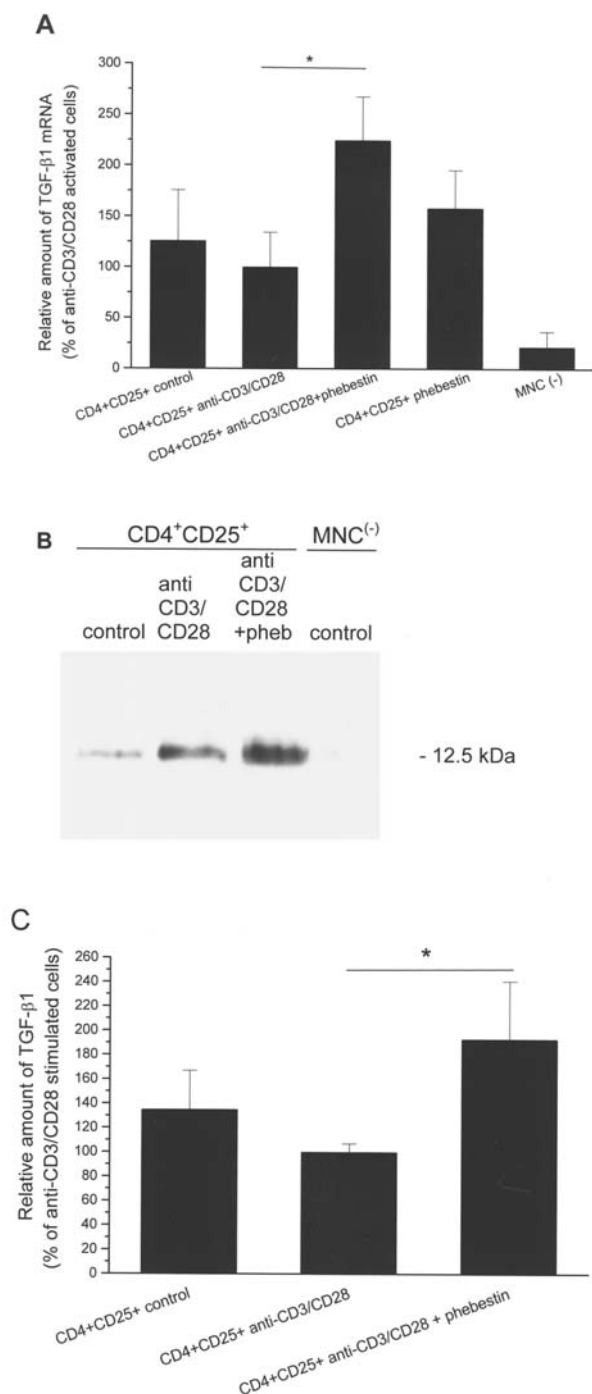 A
Relative amount of TGF-β1 mRNA
(% of anti-CD3/CD28 activated cells)
300
250
200
150
125
100
75
50
25
0
*
CD4+CD25+ control
CD4+CD25+ anti-CD3/CD28
CD4+CD25+ anti-CD3/CD28+phebestin
CD4+CD25+ phebestin
MNC (-)
B
CD4+CD25+
MNC(-)
control
anti
CD3/
CD28
anti
CD3/
CD28
+pheb
control
- 12.5 kDa
C
Relative amount of TGF-β1
(% of anti-CD3/CD28 stimulated cells)
260
240
220
200
180
160
140
120
100
80
60
40
20
0
*
CD4+CD25+ control
CD4+CD25+ anti-CD3/CD28
CD4+CD25+ anti-CD3/CD28 + phebestin